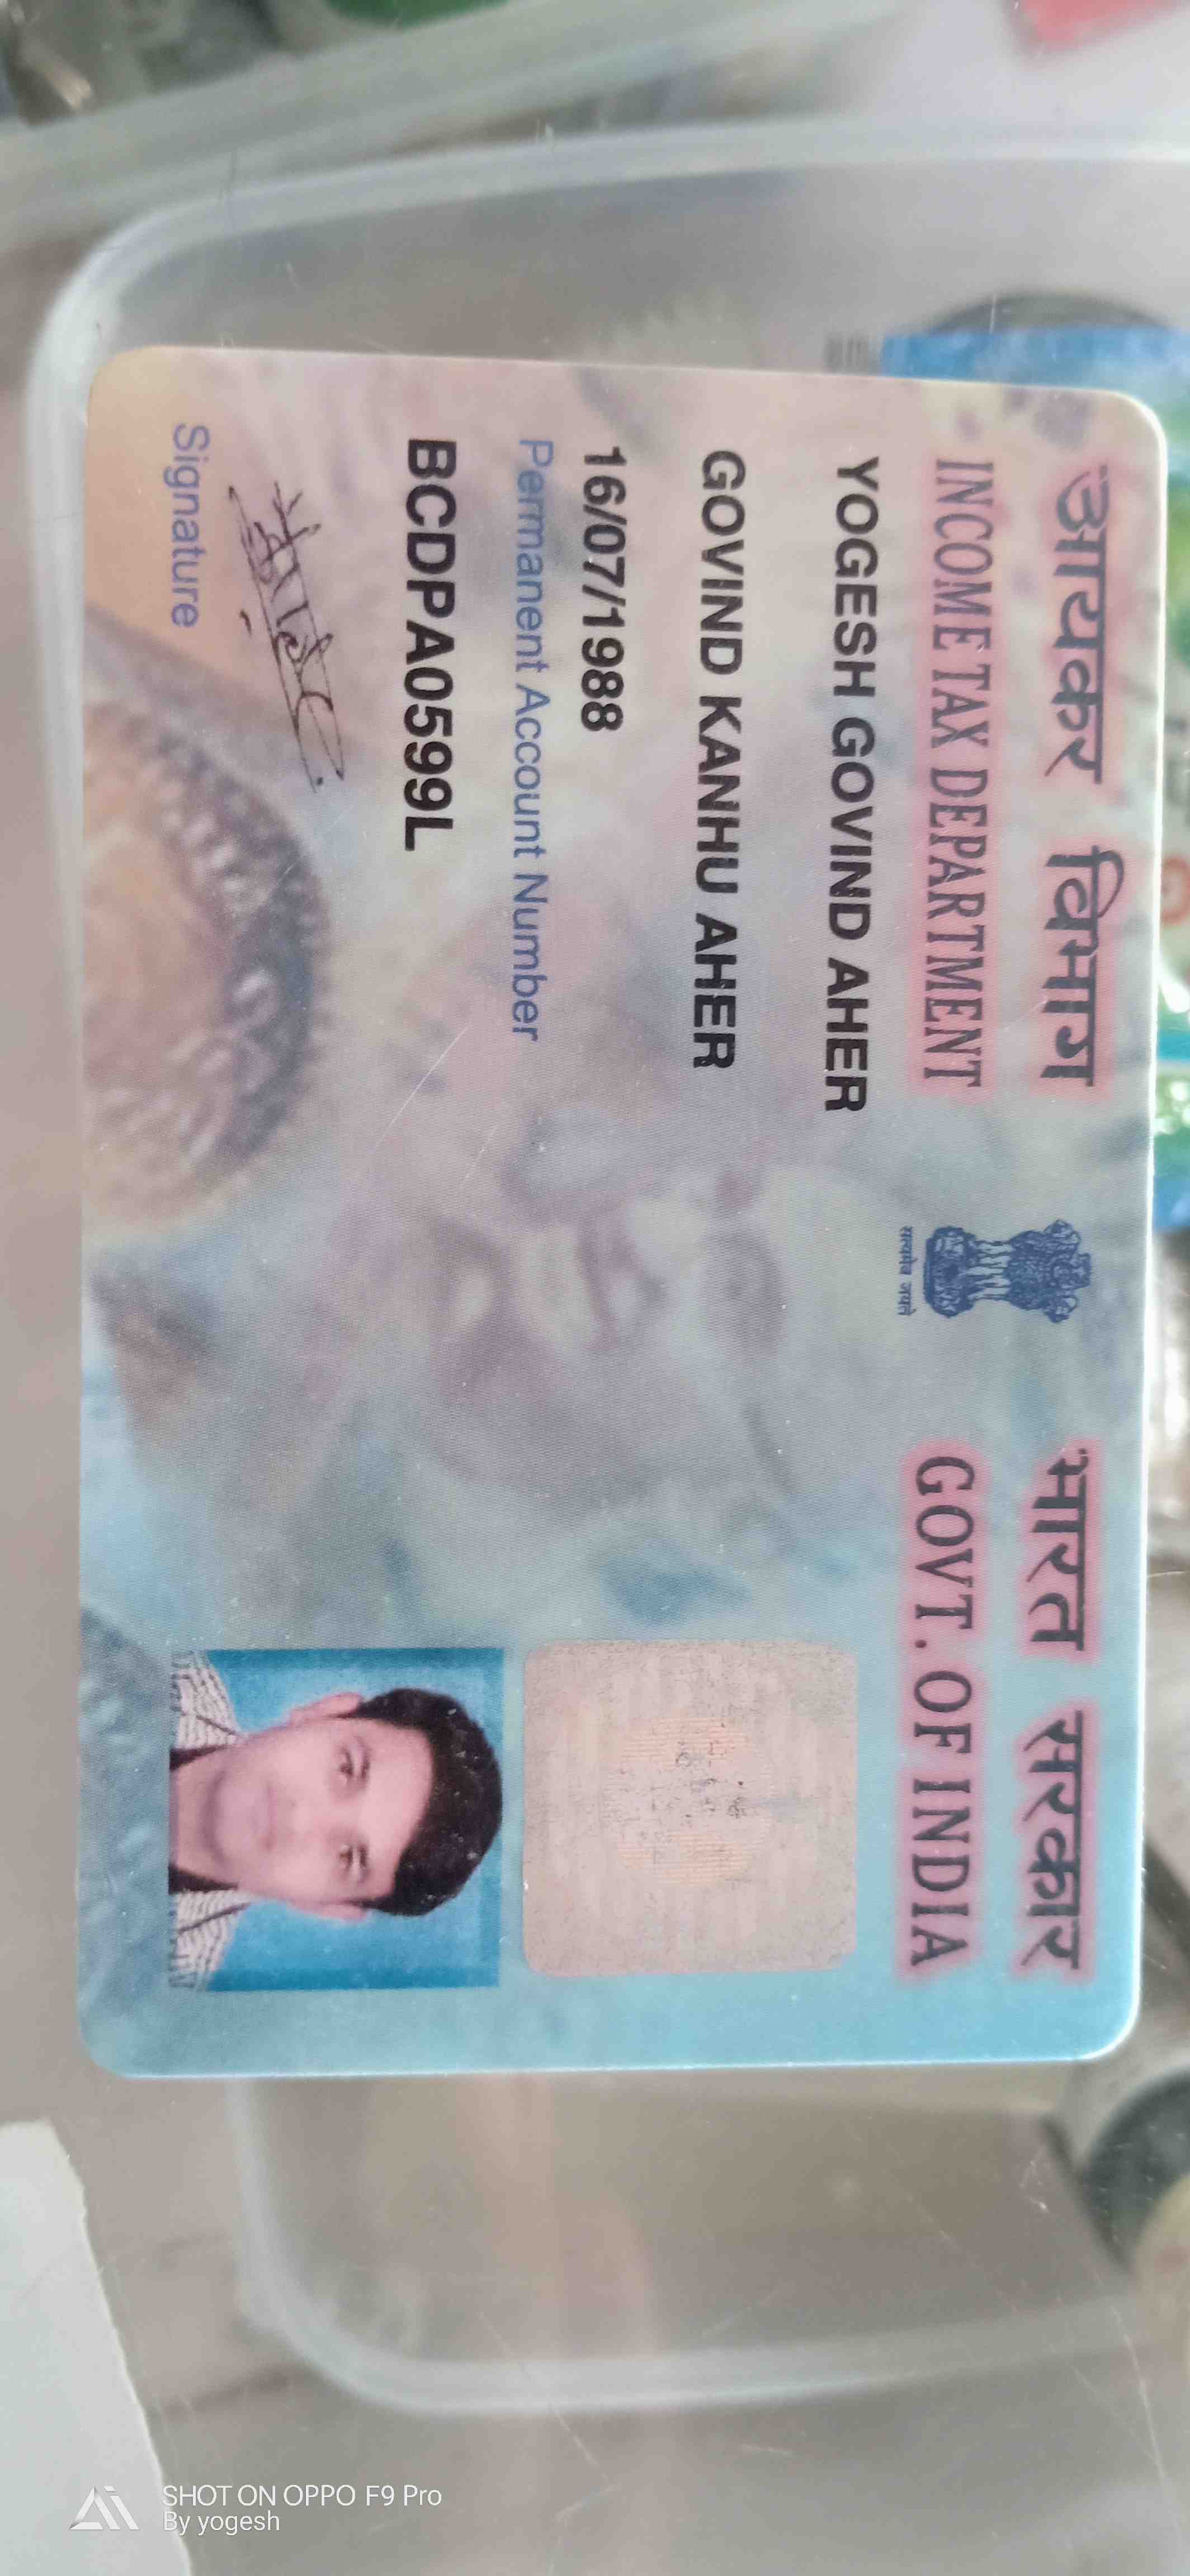 आयकर विभाग
INCOME TAX DEPARTMENT
सत्यमेव जयते
भारत सरकार
GOVT. OF INDIA
YOGESH GOVIND AHER
GOVIND KANHU AHER
16/07/1988
Permanent Account Number
BCDPA0599L
Signature
SHOT ON OPPO F9 Pro
By yogesh